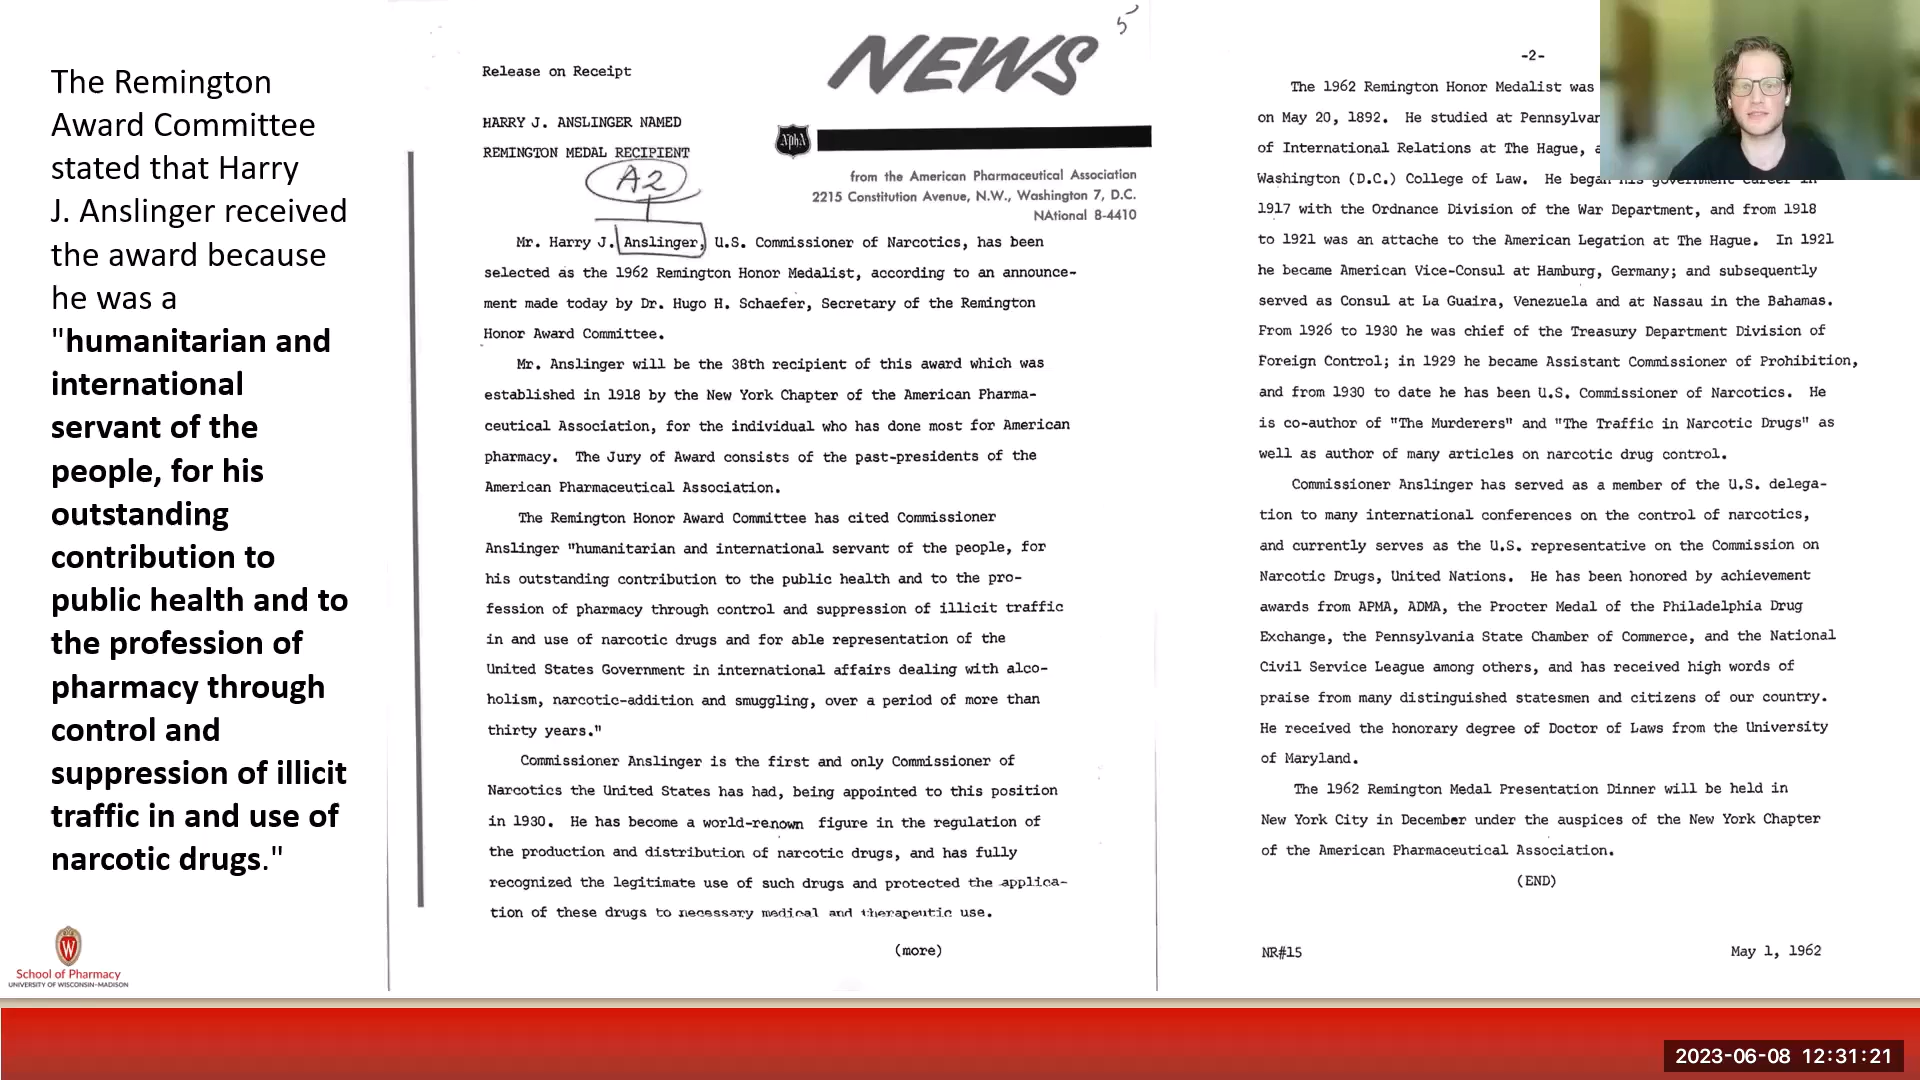 The Remington
Award Committee
stated that Harry
J. Anslinger received
the award because
he was a
"humanitarian and
international
servant of the
people, for his
outstanding
contribution to
public health and to
the profession of
pharmacy through
control and
suppression of illicit
traffic in and use of
narcotic drugs."
W
School of Pharmacy
UNIVERSITY OF WISCONSIN-MADISON
5
NEWS
Release on Receipt
HARRY J. ANSLINGER NAMED
REMINGTON MEDAL RECIPIENT
A2
APhA
from the American Pharmaceutical Association
2215 Constitution Avenue, N.W., Washington 7, D.C.
NAtional 8-4410
Mr. Harry J. Anslinger, U.S. Commissioner of Narcotics, has been
selected as the 1962 Remington Honor Medalist, according to an announce-
ment made today by Dr. Hugo H. Schaefer, Secretary of the Remington
Honor Award Committee.
Mr. Anslinger will be the 38th recipient of this award which was
established in 1918 by the New York Chapter of the American Pharma-
ceutical Association, for the individual who has done most for American
pharmacy. The Jury of Award consists of the past-presidents of the
American Pharmaceutical Association.
The Remington Honor Award Committee has cited Commissioner
Anslinger "humanitarian and international servant of the people, for
his outstanding contribution to the public health and to the pro-
fession of pharmacy through control and suppression of illicit traffic
in and use of narcotic drugs and for able representation of the
United States Government in international affairs dealing with alco-
holism, narcotic-addition and smuggling, over a period of more than
thirty years."
Commissioner Anslinger is the first and only Commissioner of
Narcotics the United States has had, being appointed to this position
in 1930. He has become a world-renown figure in the regulation of
the production and distribution of narcotic drugs, and has fully
recognized the legitimate use of such drugs and protected the applica-
tion of these drugs to necessary medical and therapeutic use.
(more)
-2-
The 1962 Remington Honor Medalist was
on May 20, 1892. He studied at
of International Relations at The Hague,
Washington (D.C.) College of Law. He began his government career in
1917 with the Ordnance Division of the War Department, and from 1918
to 1921 was an attache to the American Legation at The Hague. In 1921
he became American Vice-Consul at Hamburg, Germany; and subsequently
served as Consul at La Guaira, Venezuela and at Nassau in the Bahamas.
From 1926 to 1930 he was chief of the Treasury Department Division of
Foreign Control; in 1929 he became Assistant Commissioner of Prohibition,
and from 1930 to date he has been U.S. Commissioner of Narcotics. He
is co-author of "The Murderers" and "The Traffic in Narcotic Drugs" as
well as author of many articles on narcotic drug control.
Commissioner Anslinger has served as a member of the U.S. delega-
tion to many international conferences on the control of narcotics,
and currently serves as the U.S. representative on the Commission on
Narcotic Drugs, United Nations. He has been honored by achievement
awards from APMA, ADMA, the Procter Medal of the Philadelphia Drug
Exchange, the Pennsylvania State Chamber of Commerce, and the National
Civil Service League among others, and has received high words of
praise from many distinguished statesmen and citizens of our country.
He received the honorary degree of Doctor of Laws from the University
of Maryland.
The 1962 Remington Medal Presentation Dinner will be held in
New York City in December under the auspices of the New York Chapter
of the American Pharmaceutical Association.
(END)
NR#15
May 1, 1962
2023-06-08 12:31:21